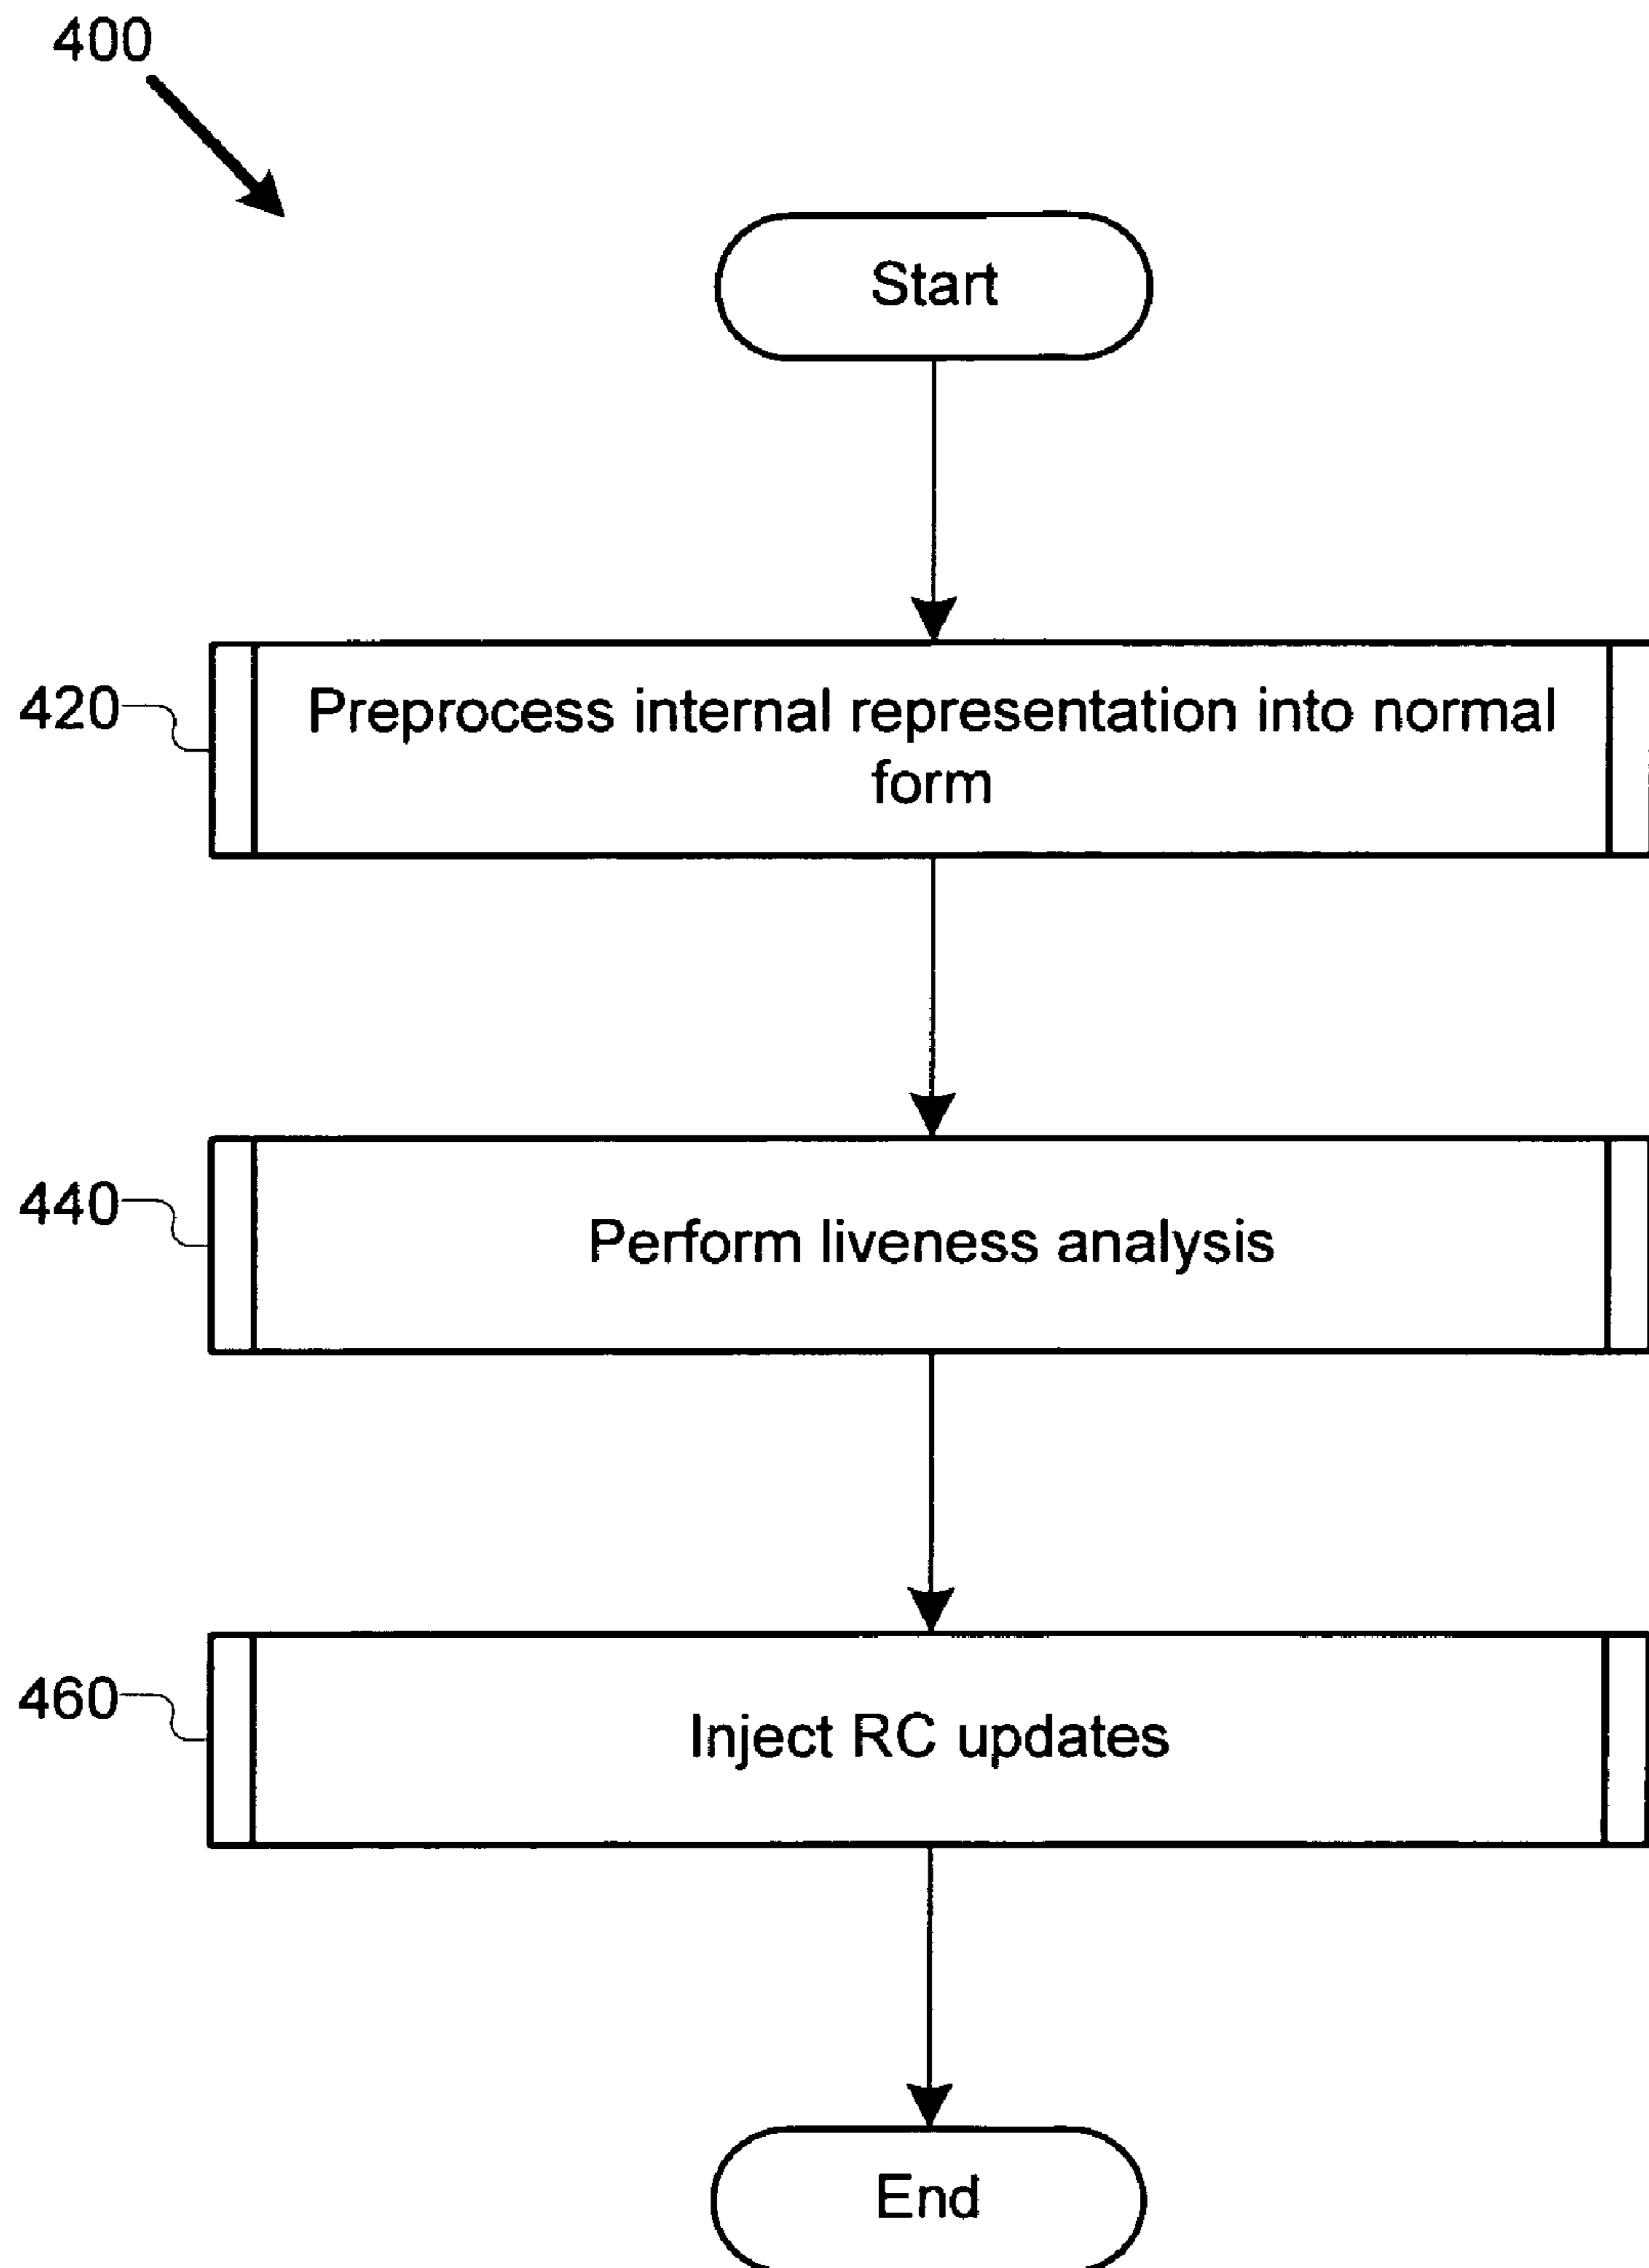 400
Start
420
Preprocess internal representation into normal
form
440
Perform liveness analysis
460
Inject RC updates
End